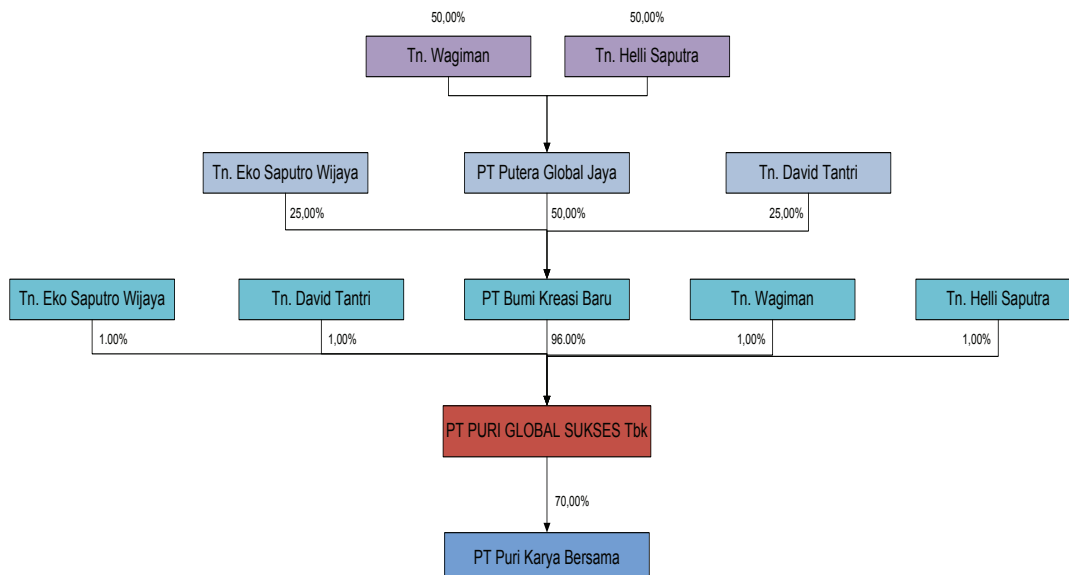 50,00%
50,00%
Tn. Wagiman
Tn. Helli Saputra
Tn. Eko Saputro Wijaya
PT Putera Global Jaya
Tn. David Tantri
25,00%
50,00%
25,00%
Tn. Eko Saputro Wijaya
Tn. David Tantri
PT Bumi Kreasi Baru
Tn. Wagiman
Tn. Helli Saputra
1.00%
1,00%
96.00%
1,00%
1,00%
PT PURI GLOBAL SUKSES Tbk
70,00%
PT Puri Karya Bersama